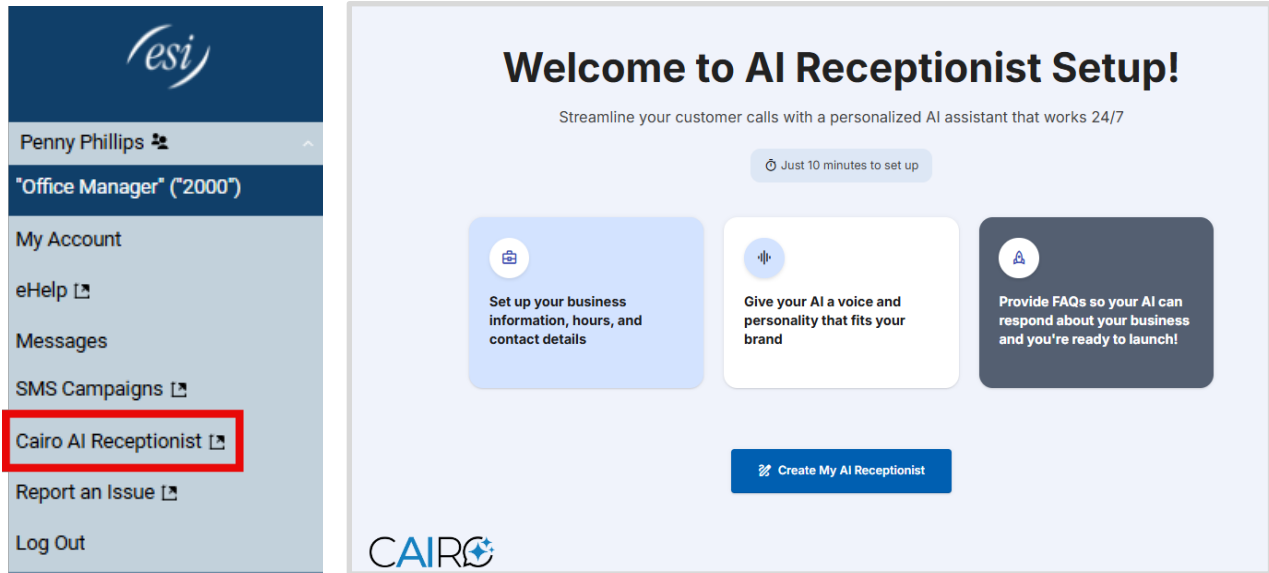 esi
Penny Phillips
"Office Manager" ("2000")
My Account
eHelp
Messages
SMS Campaigns
Cairo AI Receptionist
Report an Issue
Log Out
Welcome to AI Receptionist Setup!
Streamline your customer calls with a personalized AI assistant that works 24/7
Just 10 minutes to set up
Set up your business
information, hours, and
contact details
Give your AI a voice and
personality that fits your
brand
Provide FAQs so your AI can
respond about your business
and you're ready to launch!
Create My AI Receptionist
CAIRO